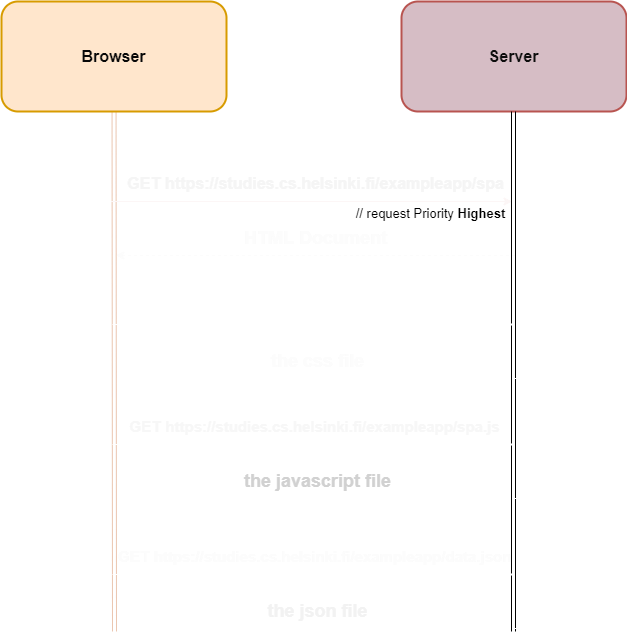 Browser
Server
GET https://studies.cs.helsinki.fi/exampleapp/spa
// request Priority Highest
HTML Document
the css file
GET https://studies.cs.helsinki.fi/exampleapp/spa.js
the javascript file
GET https://studies.cs.helsinki.fi/exampleapp/data.json
the json file